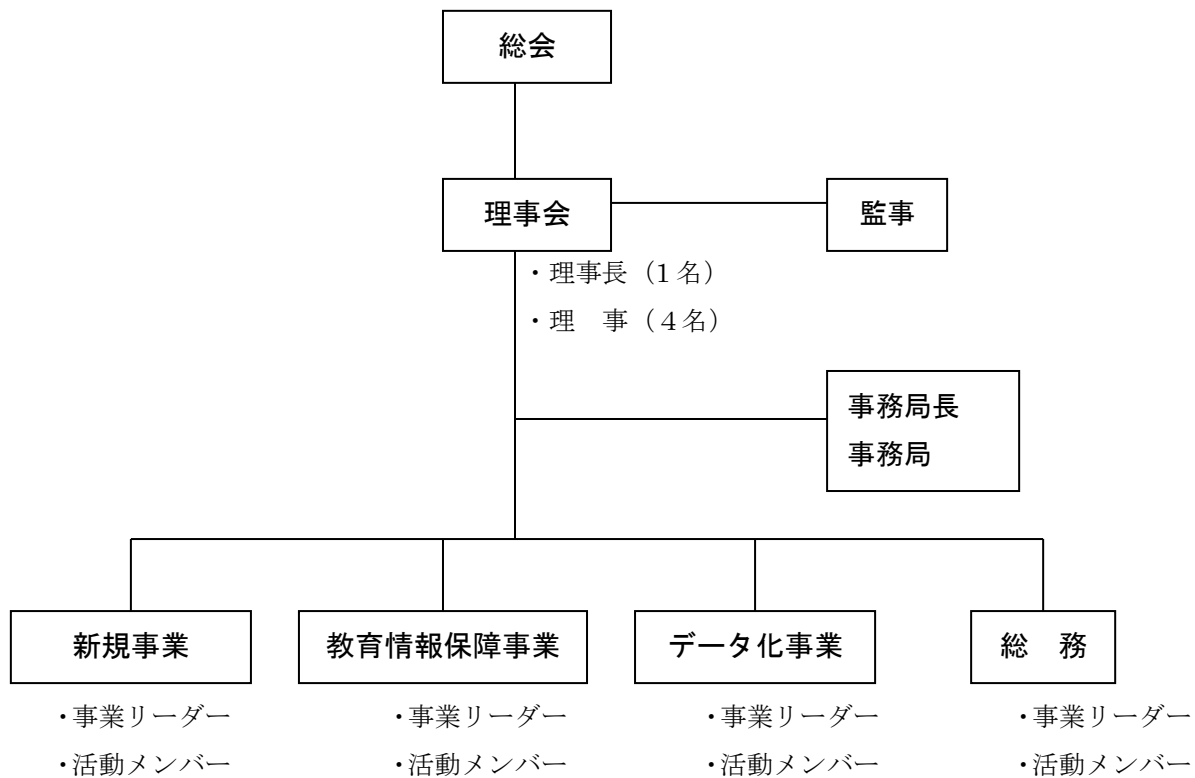 総会
理事会
監事
・理事長（1名）
・理　事（４名）
事務局長
事務局
新規事業
教育情報保障事業
データ化事業
総　務
・事業リーダー
・活動メンバー
・事業リーダー
・活動メンバー
・事業リーダー
・活動メンバー
・事業リーダー
・活動メンバー